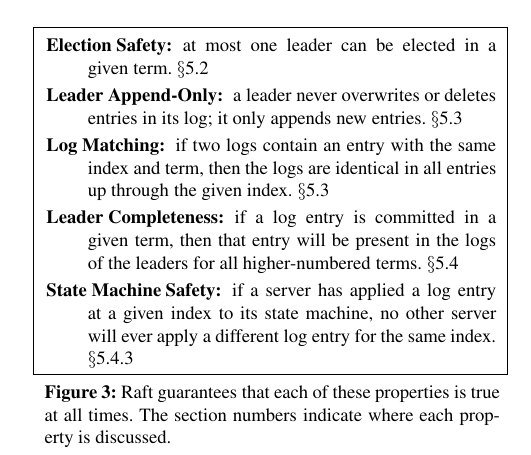 Election Safety: at most one leader can be elected in a
given term. §5.2
Leader Append-Only: a leader never overwrites or deletes
entries in its log; it only appends new entries. §5.3
Log Matching: if two logs contain an entry with the same
index and term, then the logs are identical in all entries
up through the given index. §5.3
Leader Completeness: if a log entry is committed in a
given term, then that entry will be present in the logs
of the leaders for all higher-numbered terms. §5.4
State Machine Safety: if a server has applied a log entry
at a given index to its state machine, no other server
will ever apply a different log entry for the same index.
§5.4.3
Figure 3: Raft guarantees that each of these properties is true
at all times. The section numbers indicate where each prop-
erty is discussed.